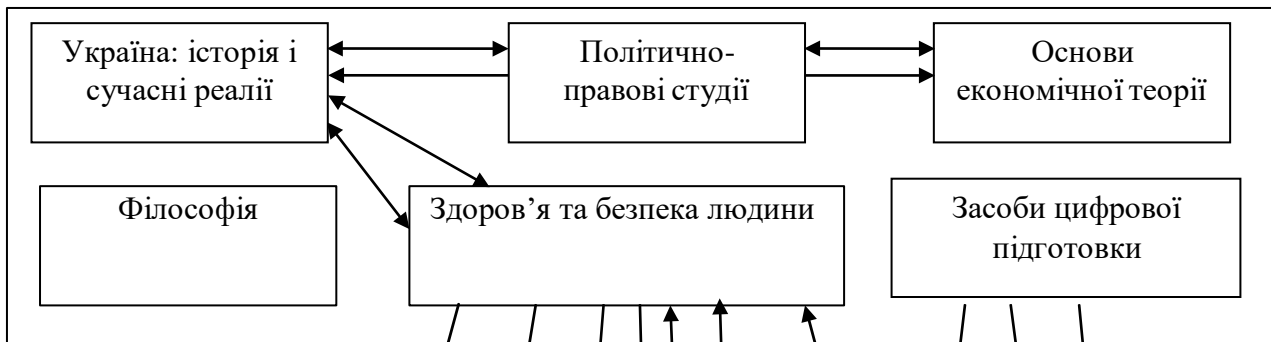 Україна: історія і
сучасні реалії
Політично-
правові студії
Основи
економічної теорії
Філософія
Здоров’я та безпека людини
Засоби цифрової
підготовки